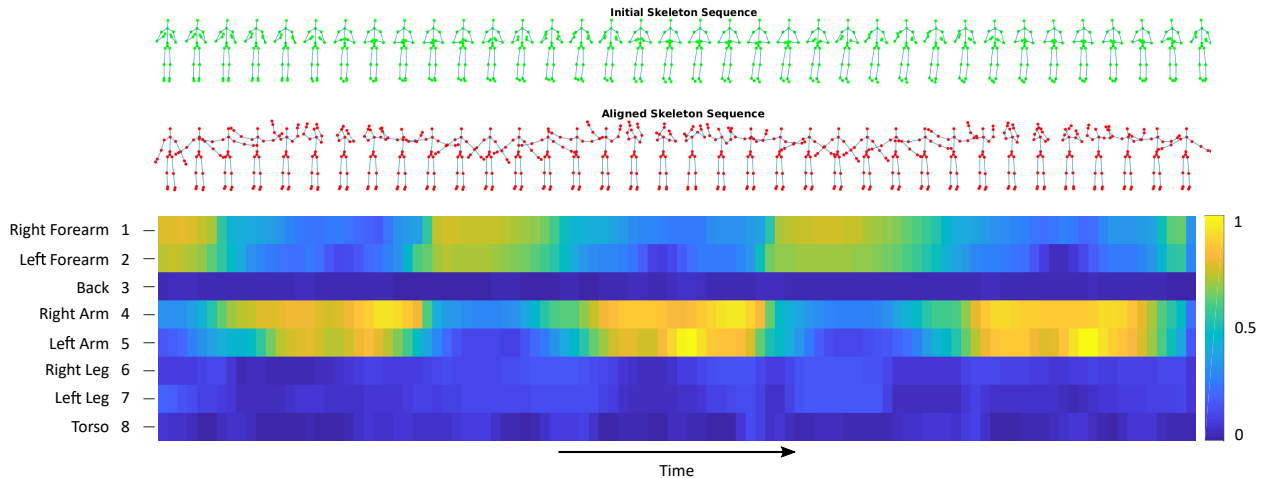 Initial Skeleton Sequence
Aligned Skeleton Sequence
Right Forearm 1
Left Forearm 2
Back 3
Right Arm 4
Left Arm 5
Right Leg 6
Left Leg 7
Torso 8
1
0.5
0
Time